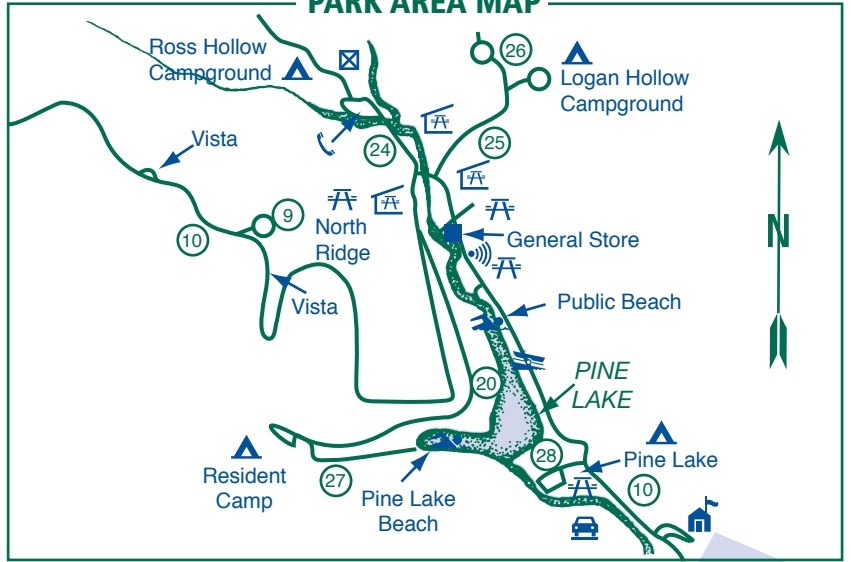 PARK AREA MAP
Ross Hollow
Campground
26
Logan Hollow
Campground
Vista
24
25
9
10
North
Ridge
General Store
N
Vista
Public Beach
20
PINE
LAKE
28
Pine Lake
Resident
Camp
27
10
Pine Lake
Beach